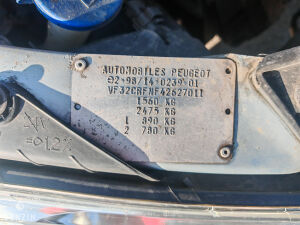 AUTOMOBILES PEUGEOT
e2*98/14*0239*01
VF32CRFNF42627011
1560 KG
2475 KG
1 890 KG
2 780 KG